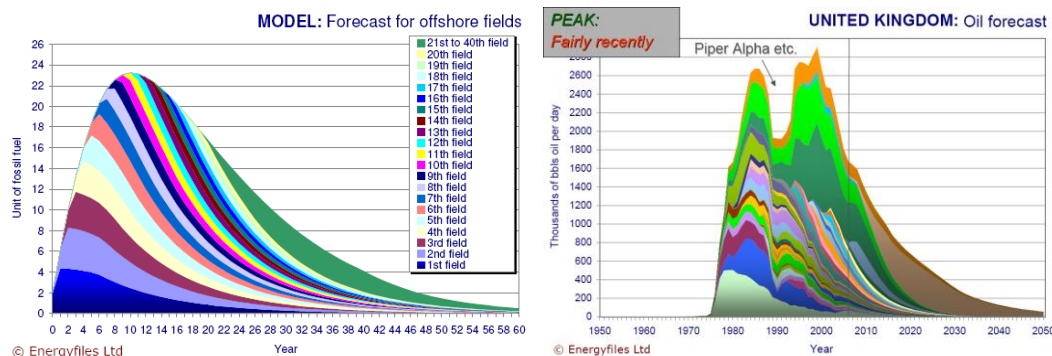 MODEL: Forecast for offshore fields
Unit of fossil fuel
26
24
22
20
18
16
14
12
10
8
6
4
2
0
21st to 40th field
20th field
19th field
18th field
17th field
16th field
15th field
14th field
13th field
12th field
11th field
10th field
9th field
8th field
7th field
6th field
5th field
4th field
3rd field
2nd field
1st field
0 2 4 6 8 10 12 14 16 18 20 22 24 26 28 30 32 34 36 38 40 42 44 46 48 50 52 54 56 58 60
© Energyfiles Ltd
Year
PEAK:
Fairly recently
UNITED KINGDOM: Oil forecast
Piper Alpha etc.
Thousands of bbls oil per day
2800
2600
2400
2200
2000
1800
1600
1400
1200
1000
800
600
400
200
0
1950 1960 1970 1980 1990 2000 2010 2020 2030 2040 2050
© Energyfiles Ltd
Year